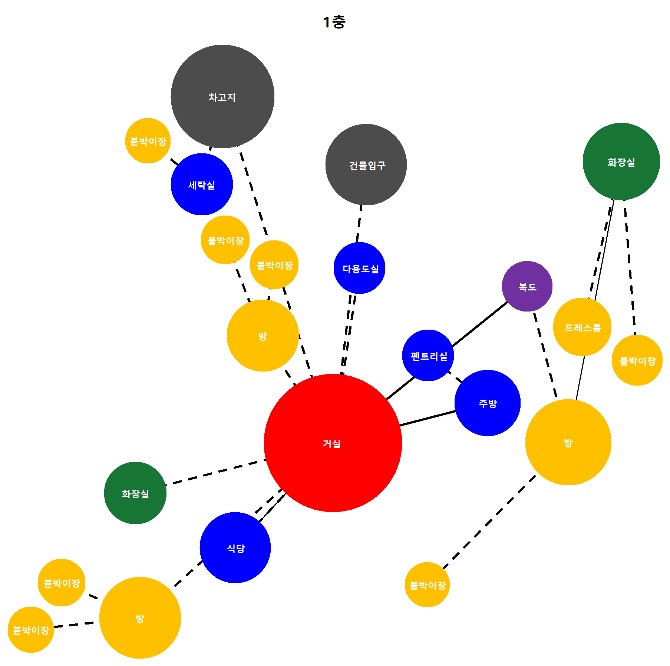 1층
차고지
붙박이장
건물입구
화장실
세탁실
붙박이장
붙박이장
다용도실
복도
드레스룸
방
팬트리실
붙박이장
주방
거실
방
화장실
식당
붙박이장
붙박이장
방
붙박이장